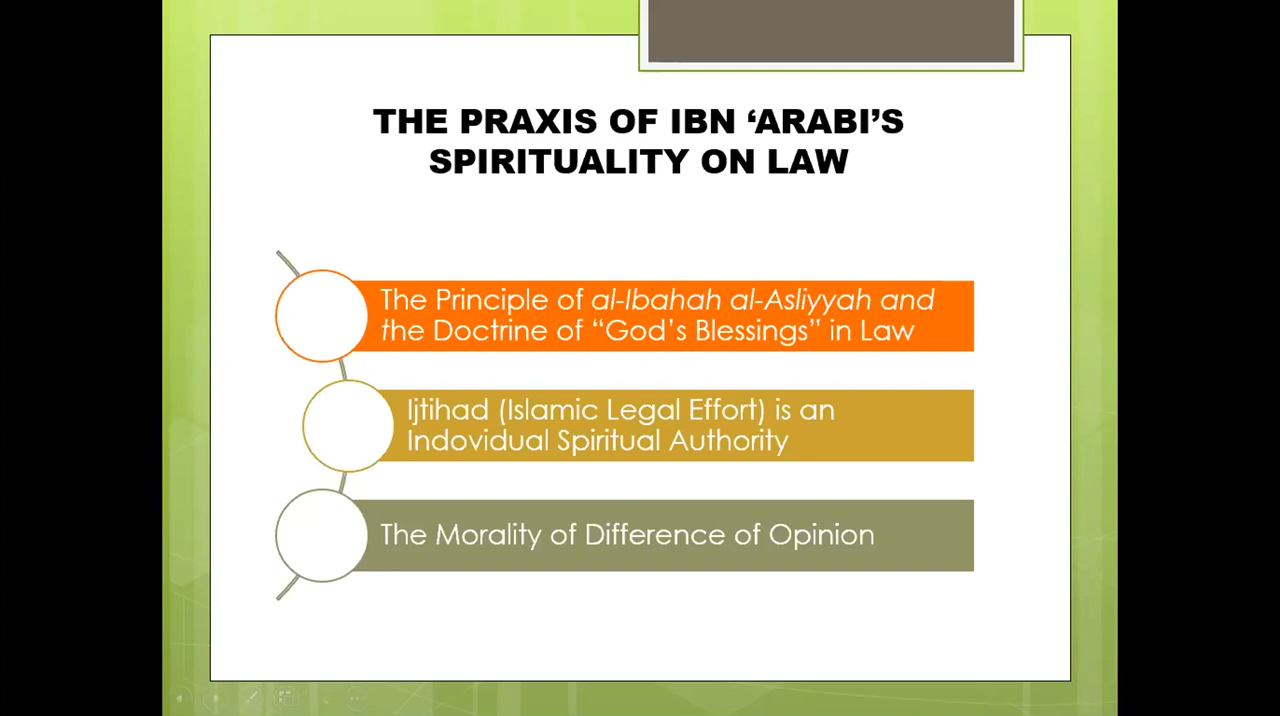 THE PRAXIS OF IBN ‘ARABI’S
SPIRITUALITY ON LAW
The Principle of al-Ibahah al-Asliyyah and
the Doctrine of “God’s Blessings” in Law
Ijtihad (Islamic Legal Effort) is an
Indovidual Spiritual Authority
The Morality of Difference of Opinion